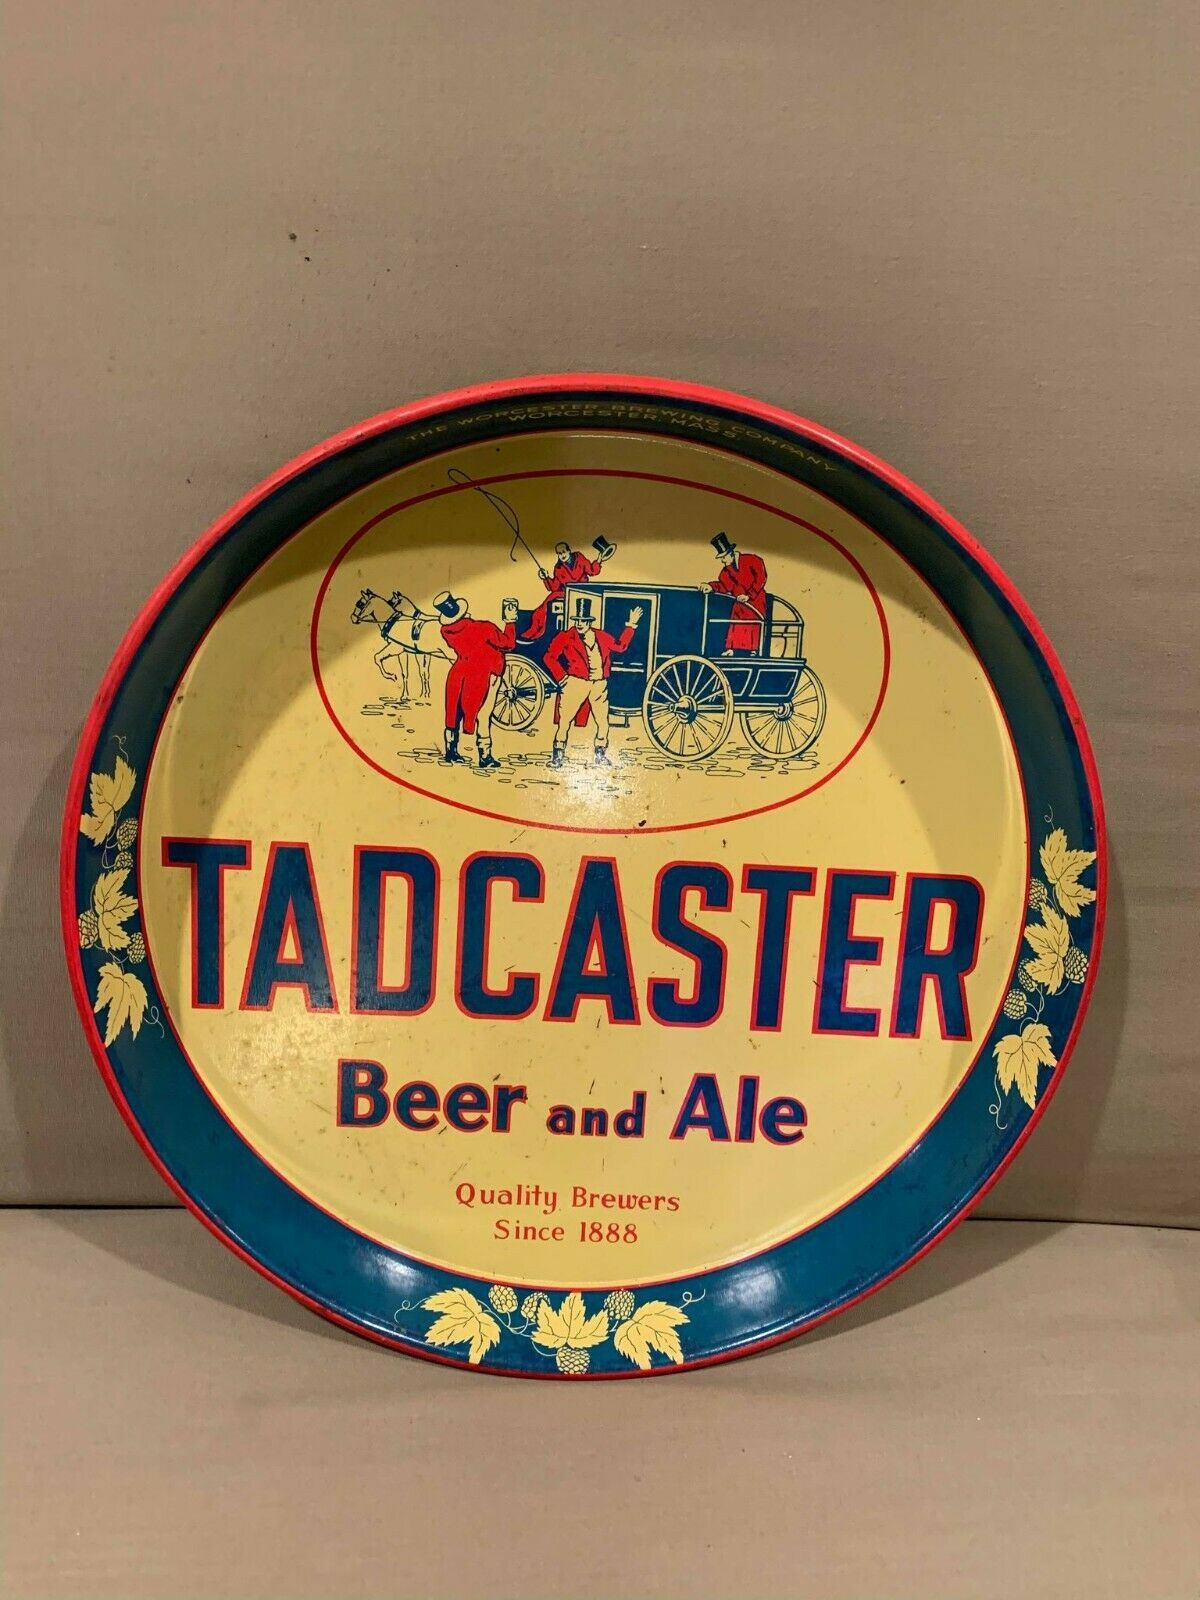 THE WORCESTER BREWING COMPANY
WORCESTER, MASS.
TADCASTER
Beer and Ale
Quality Brewers
Since 1888